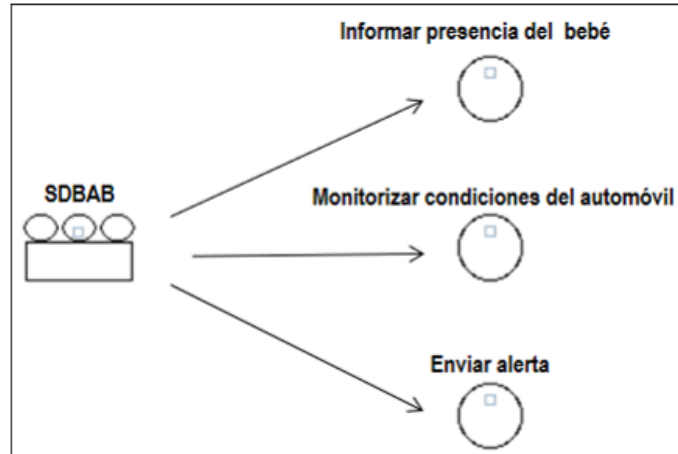 Informar presencia del bebé
SDBAB
Monitorizar condiciones del automóvil
Enviar alerta